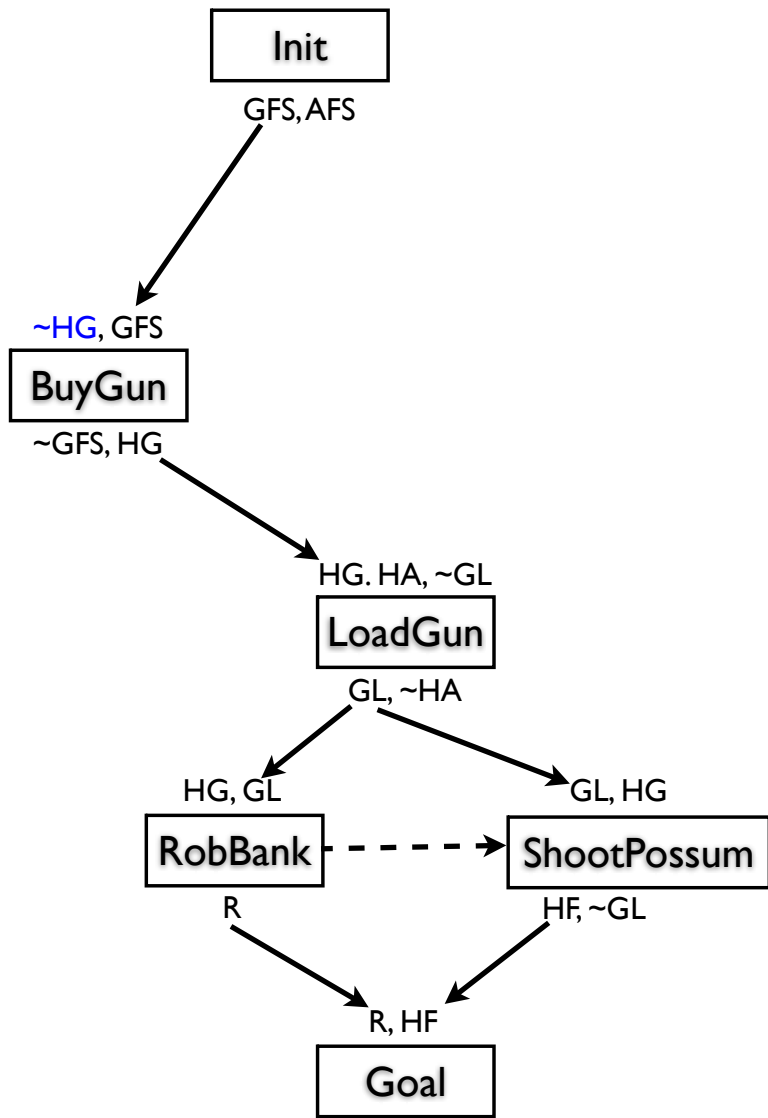 Init
GFS, AFS
~HG, GFS
BuyGun
~GFS, HG
HG. HA, ~GL
LoadGun
GL, ~HA
HG, GL
GL, HG
RobBank
ShootPossum
R
HF, ~GL
R, HF
Goal